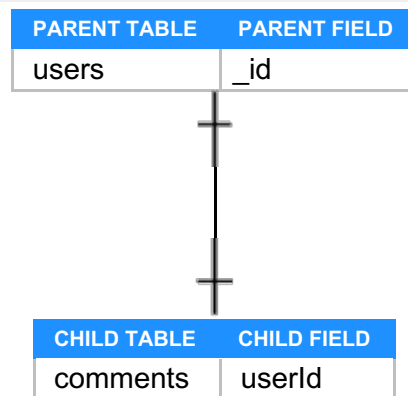 PARENT TABLE PARENT FIELD
users _id
CHILD TABLE CHILD FIELD
comments userId